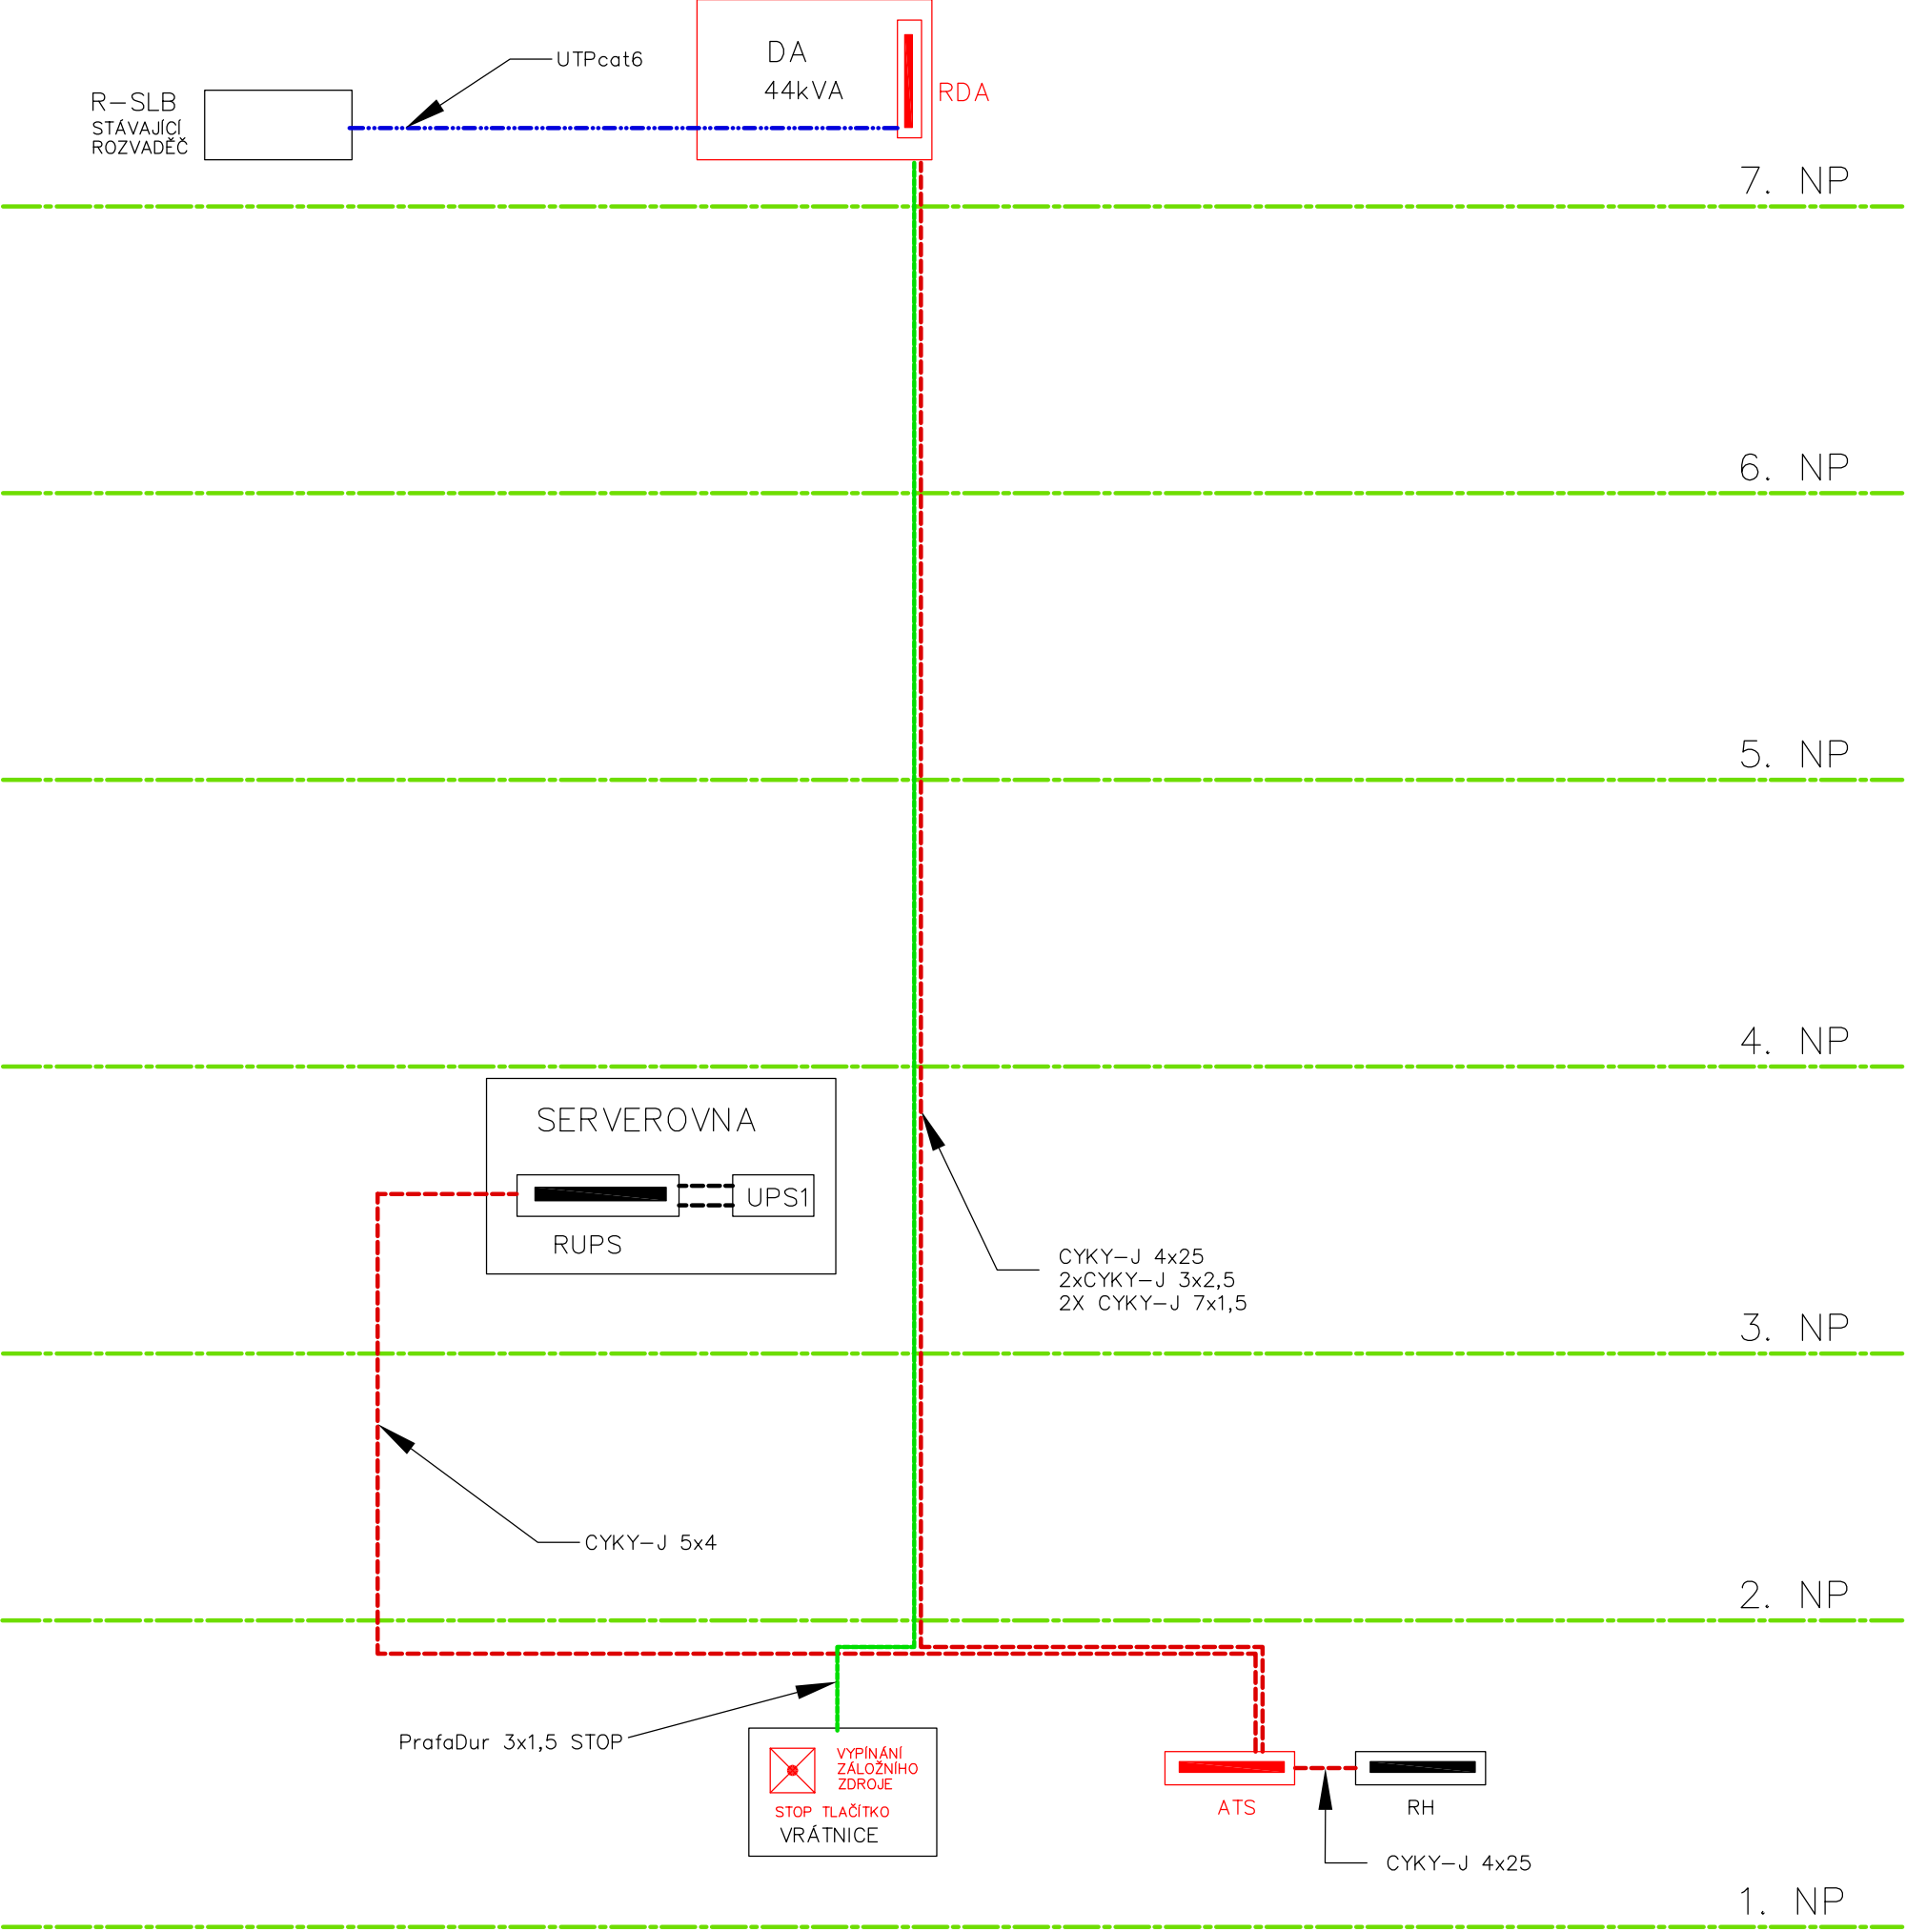 UTPcat6
DA
44kVA
RDA
R-SLB
STÁVAJÍCÍ
ROZVADĚČ
7. NP
6. NP
5. NP
4. NP
SERVEROVNA
UPS1
RUPS
CYKY-J 4x25
2xCYKY-J 3x2,5
2X CYKY-J 7x1,5
3. NP
CYKY-J 5x4
2. NP
PrafaDur 3x1,5 STOP
VYPÍNÁNÍ
ZÁLOŽNÍHO
ZDROJE
STOP TLAČÍTKO
VRÁTNICE
ATS
RH
CYKY-J 4x25
1. NP